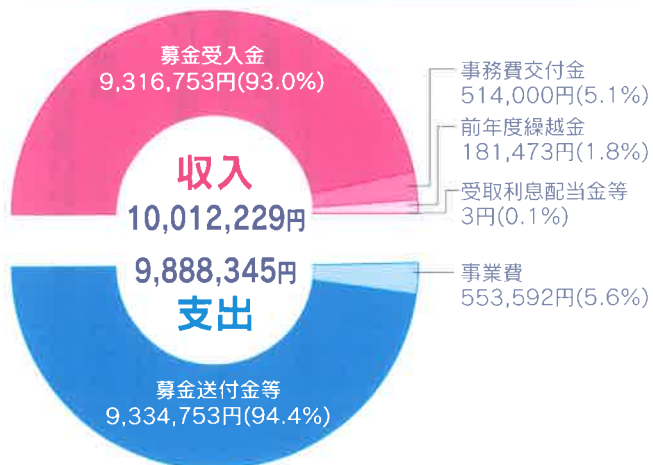 募金受入金
9,316,753円(93.0%)
事務費交付金
514,000円(5.1%)
前年度繰越金
181,473円(1.8%)
受取利息配当金等
3円(0.1%)
収入
10,012,229円
9,888,345円
支出
事業費
553,592円(5.6%)
募金送付金等
9,334,753円(94.4%)